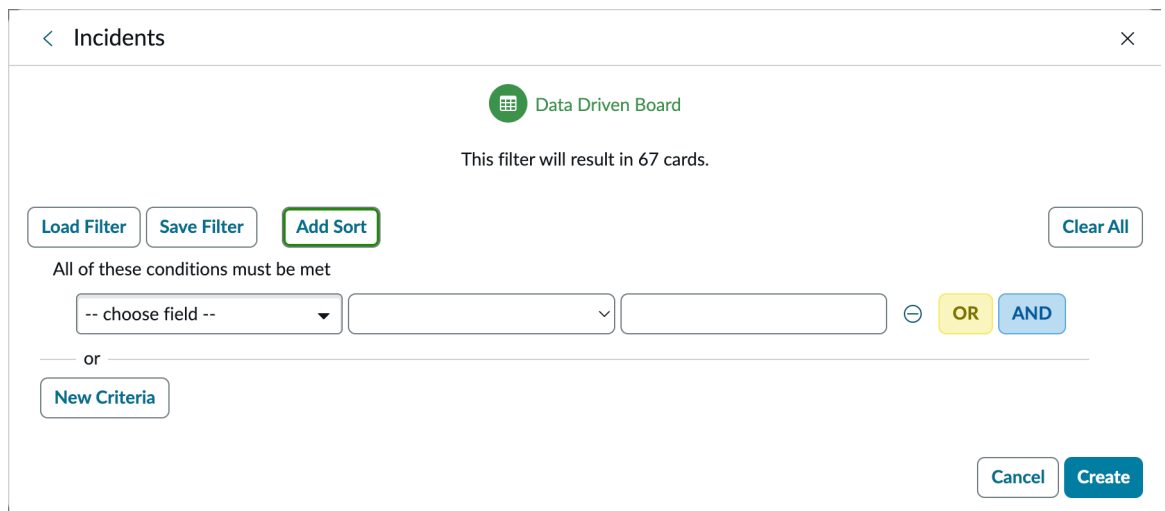 Incidents
Data Driven Board
This filter will result in 67 cards.
Load Filter Save Filter Add Sort Clear All
All of these conditions must be met
-- choose field -- OR AND
or
New Criteria
Cancel Create